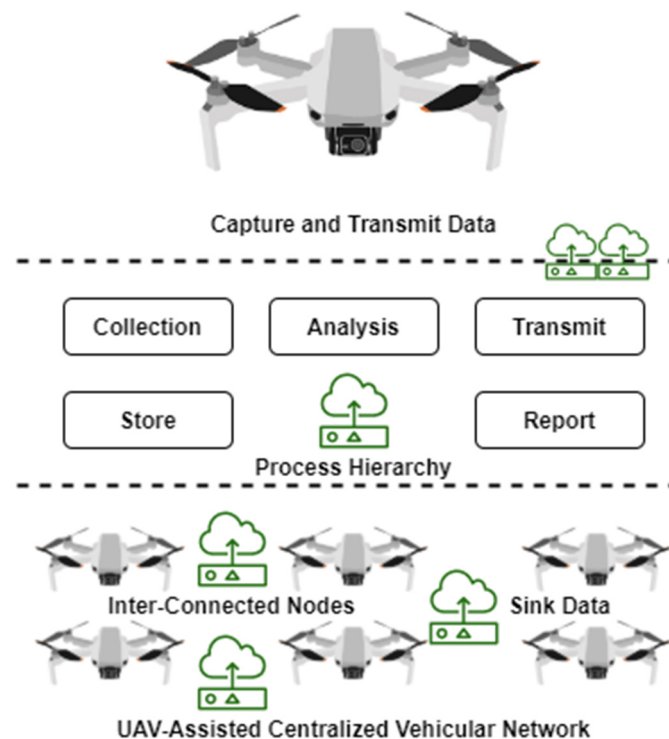 Capture and Transmit Data
Collection
Analysis
Transmit
Store
Report
Process Hierarchy
Inter-Connected Nodes
Sink Data
UAV-Assisted Centralized Vehicular Network